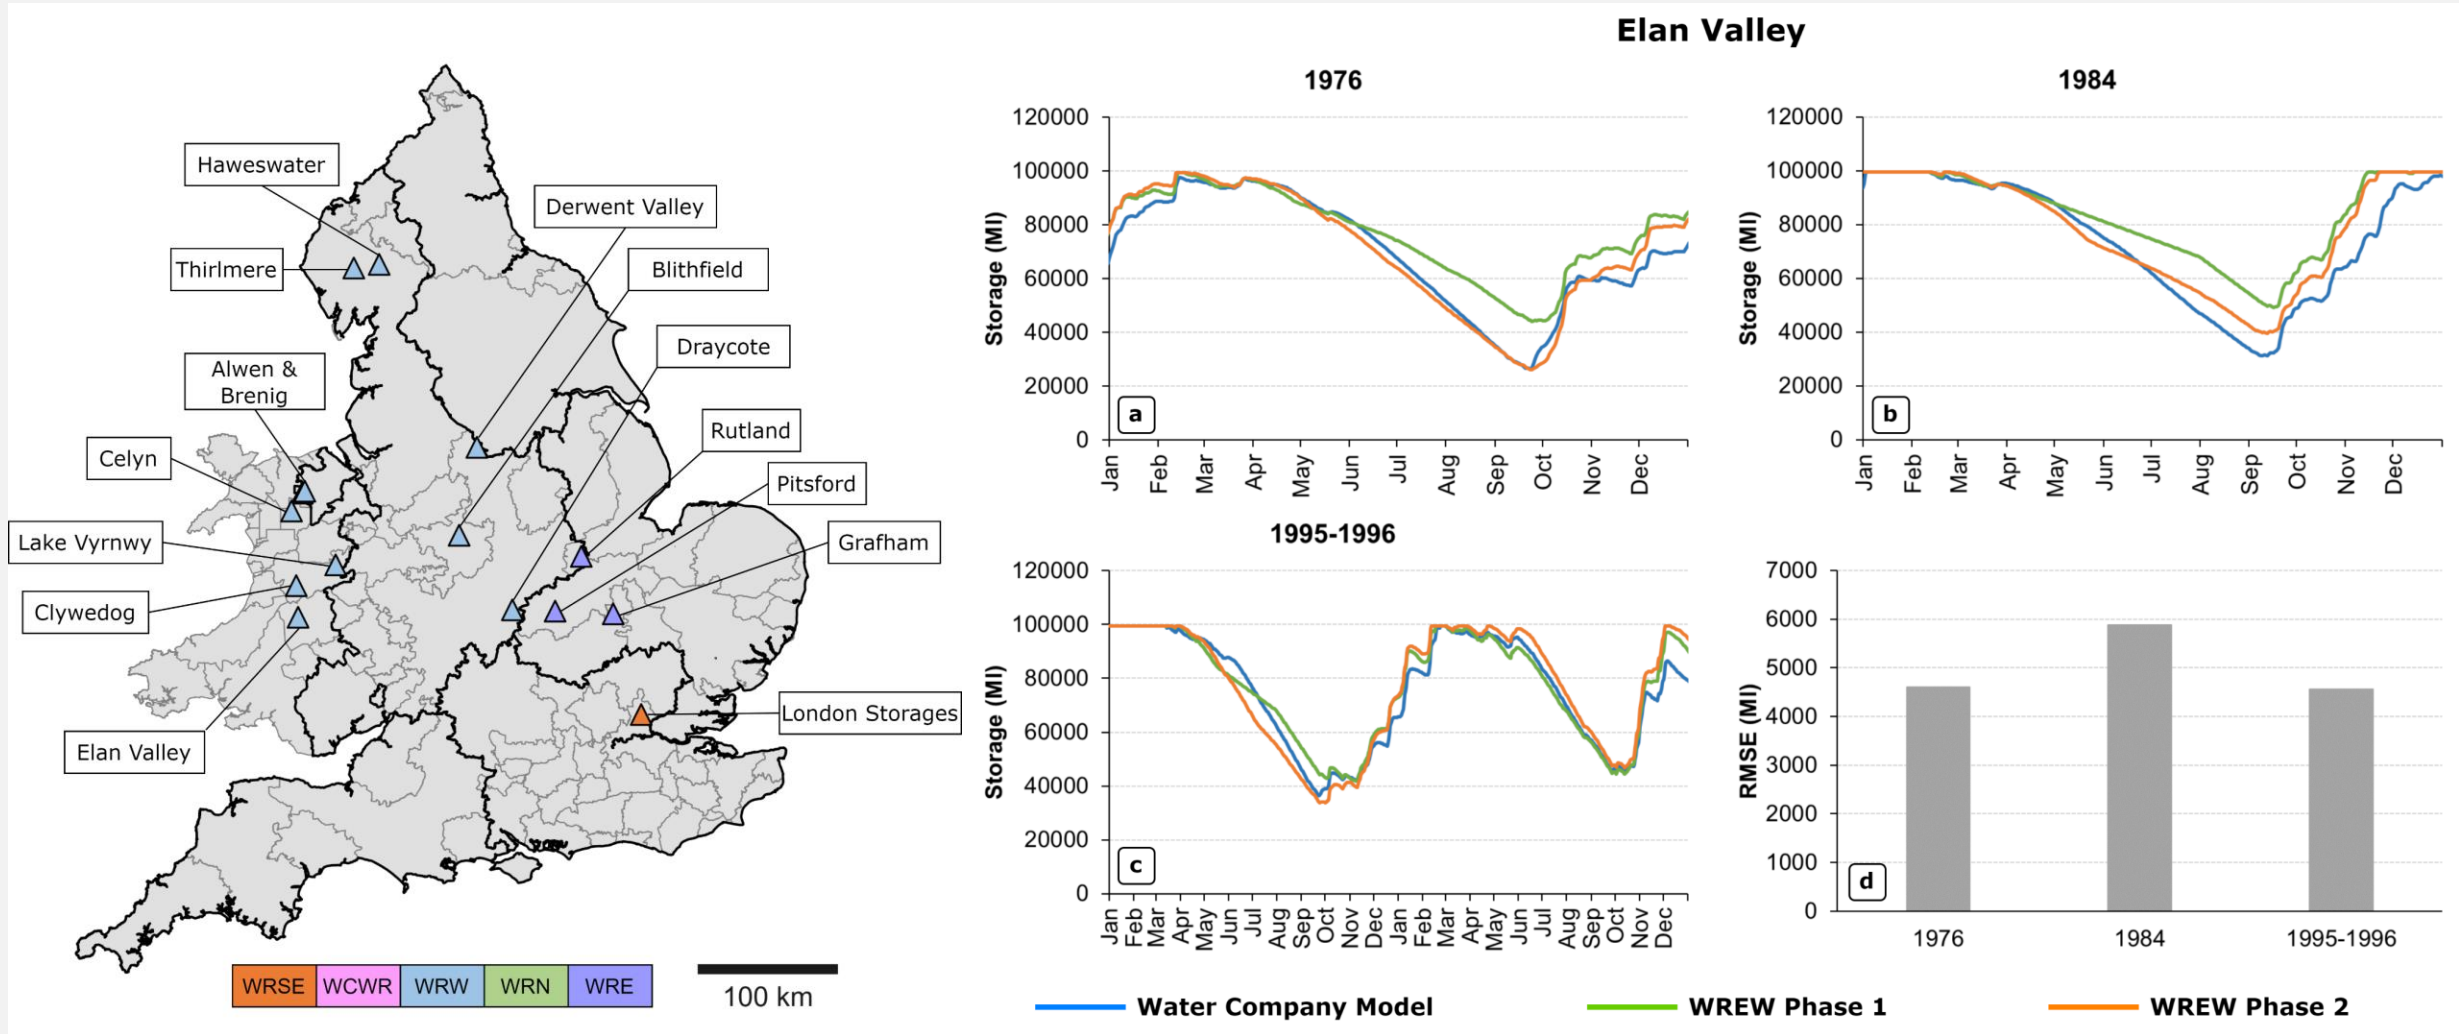 Elan Valley
Haweswater
Thirlmere
Derwent Valley
Blithfield
Draycote
Alwen &
Brenig
Celyn
Rutland
Pitsford
Lake Vyrnwy
Grafham
Clywedog
London Storages
Elan Valley
WRSE WCWR WRW WRN WRE
100 km
1976
Storage (Ml)
120000
100000
80000
60000
40000
20000
0
a
Jan Feb Mar Apr May Jun Jul Aug Sep Oct Nov Dec
1984
Storage (Ml)
120000
100000
80000
60000
40000
20000
0
b
Jan Feb Mar Apr May Jun Jul Aug Sep Oct Nov Dec
1995-1996
Storage (Ml)
120000
100000
80000
60000
40000
20000
0
c
Jan Feb Mar Apr May Jun Jul Aug Sep Oct Nov Dec Jan Feb Mar Apr May Jun Jul Aug Sep Oct Nov Dec
RMSE (Ml)
7000
6000
5000
4000
3000
2000
1000
0
d
1976 1984 1995-1996
Water Company Model WREW Phase 1 WREW Phase 2